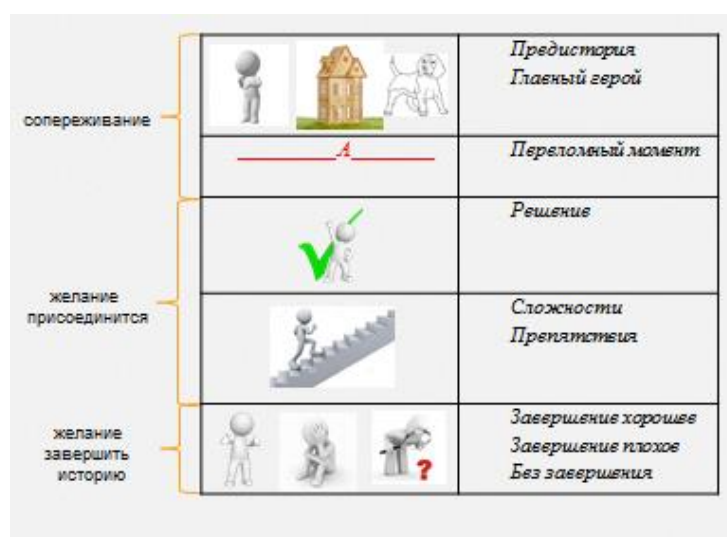 сопереживание
Предистория
Главный герой
А
Переломный момент
желание
присоединится
Решение
Сложности
Препятствия
желание
завершить
историю
?
Завершение хорошее
Завершение плохое
Без завершения